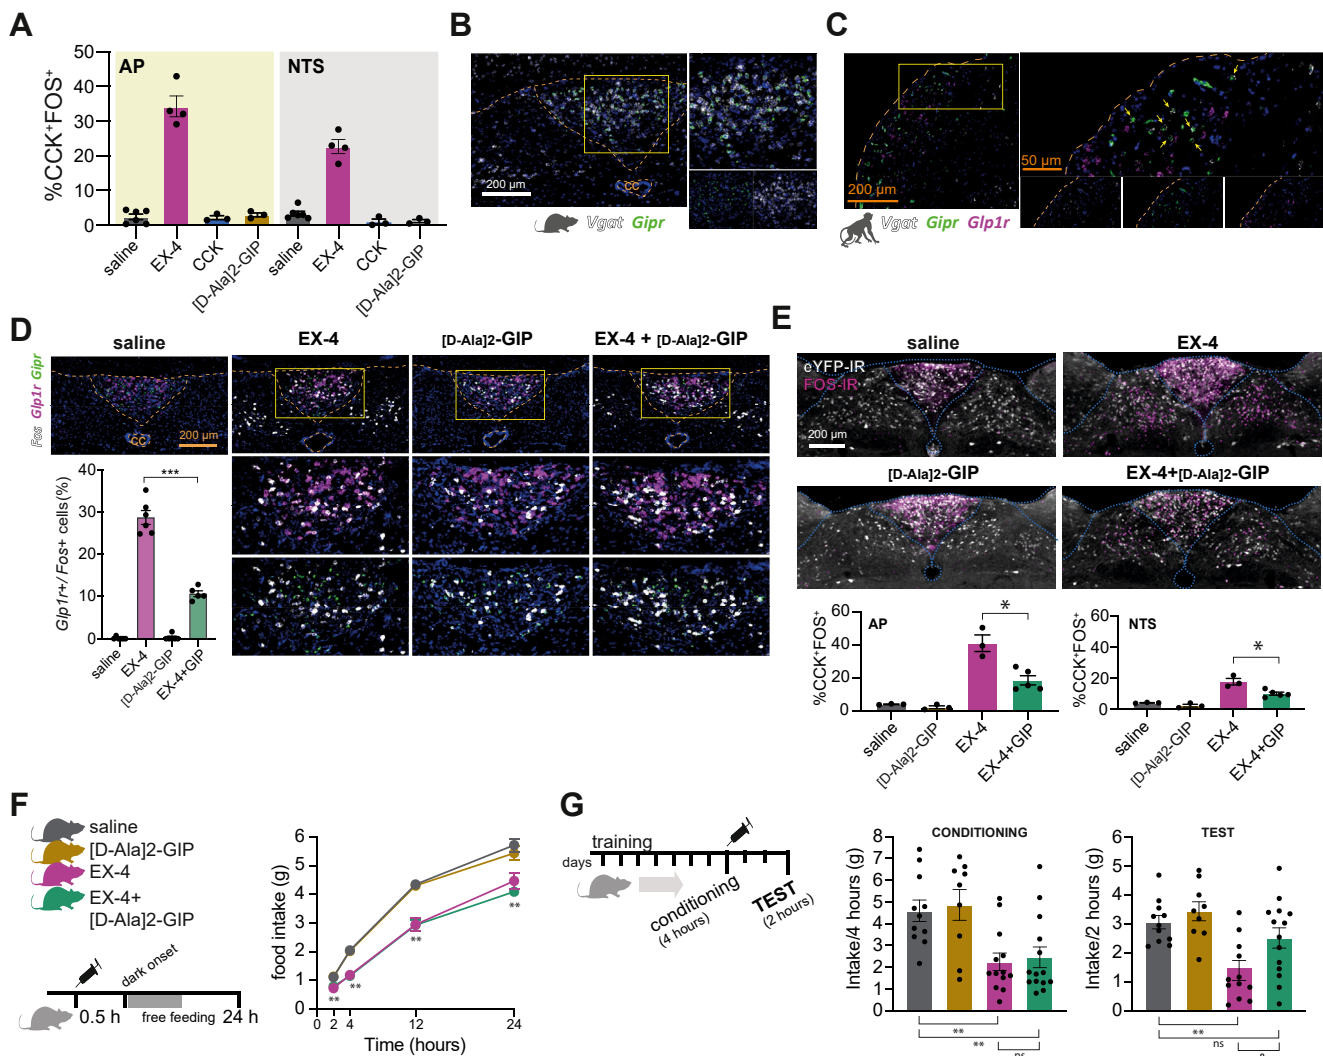 A
%CCK+FOS+
50
40
30
20
10
0
AP
NTS
saline
EX-4
CCK
[D-Ala]2-GIP
saline
EX-4
CCK
[D-Ala]2-GIP
B
200 µm
CC
Vgat Gipr
C
200 µm
50 µm
Vgat Gipr Glp1r
D
saline
EX-4
[D-Ala]2-GIP
EX-4 + [D-Ala]2-GIP
Fos Glp1r Gipr
CC
200 µm
Glp1r+/ Fos+ cells(%)
40
30
20
10
0
***
saline
EX-4
[D-Ala]2-GIP
EX-4+GIP
E
saline
EX-4
eYFP-IR
FOS-IR
200 µm
[D-Ala]2-GIP
EX-4+[D-Ala]2-GIP
%CCK+FOS+
60
40
20
0
AP
*
saline
[D-Ala]2-GIP
EX-4
EX-4+GIP
%CCK+FOS+
60
40
20
0
NTS
*
saline
[D-Ala]2-GIP
EX-4
EX-4+GIP
F
saline
[D-Ala]2-GIP
EX-4
EX-4+
[D-Ala]2-GIP
dark onset
0.5 h
free feeding
24 h
food intake (g)
6
5
4
3
2
1
0
** ** ** **
0 2 4 12 24
Time (hours)
G
training
days
conditioning
(4 hours)
TEST
(2 hours)
CONDITIONING
Intake/4 hours (g)
8
7
6
5
4
3
2
1
0
**
**
ns
TEST
Intake/2 hours (g)
6
5
4
3
2
1
0
**
ns